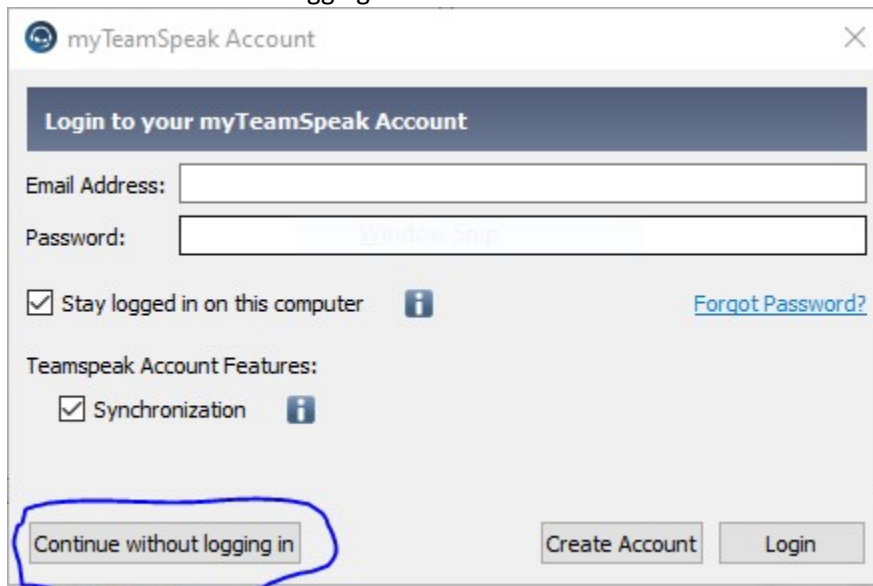 myTeamSpeak Account
Login to your myTeamSpeak Account
Email Address:
Password:
Window Snip
Stay logged in on this computer
Forgot Password?
Teamspeak Account Features:
Synchronization
Continue without logging in
Create Account
Login